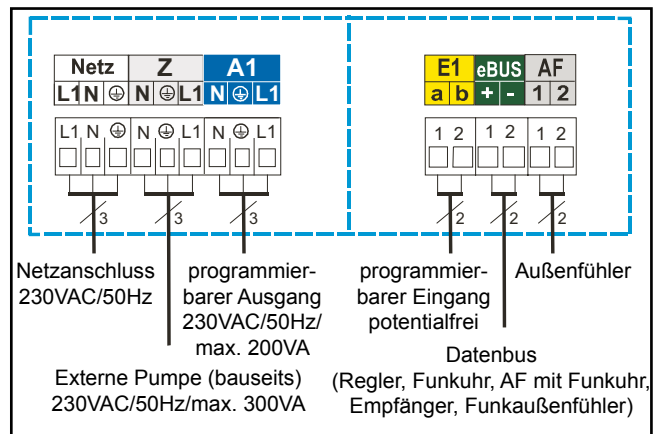 Netz Z A1
L1 N ⏚ N ⏚ L1 N ⏚ L1
L1 N ⏚ N ⏚ L1 N ⏚ L1
3 3 3
E1 eBUS AF
a b + - 1 2
1 2 1 2 1 2
2 2 2
Netzanschluss
230VAC/50Hz
programmier-
barer Ausgang
230VAC/50Hz/
max. 200VA
Externe Pumpe (bauseits)
230VAC/50Hz/max. 300VA
programmier-
barer Eingang
potentialfrei
Außenfühler
Datenbus
(Regler, Funkuhr, AF mit Funkuhr,
Empfänger, Funkaußenfühler)